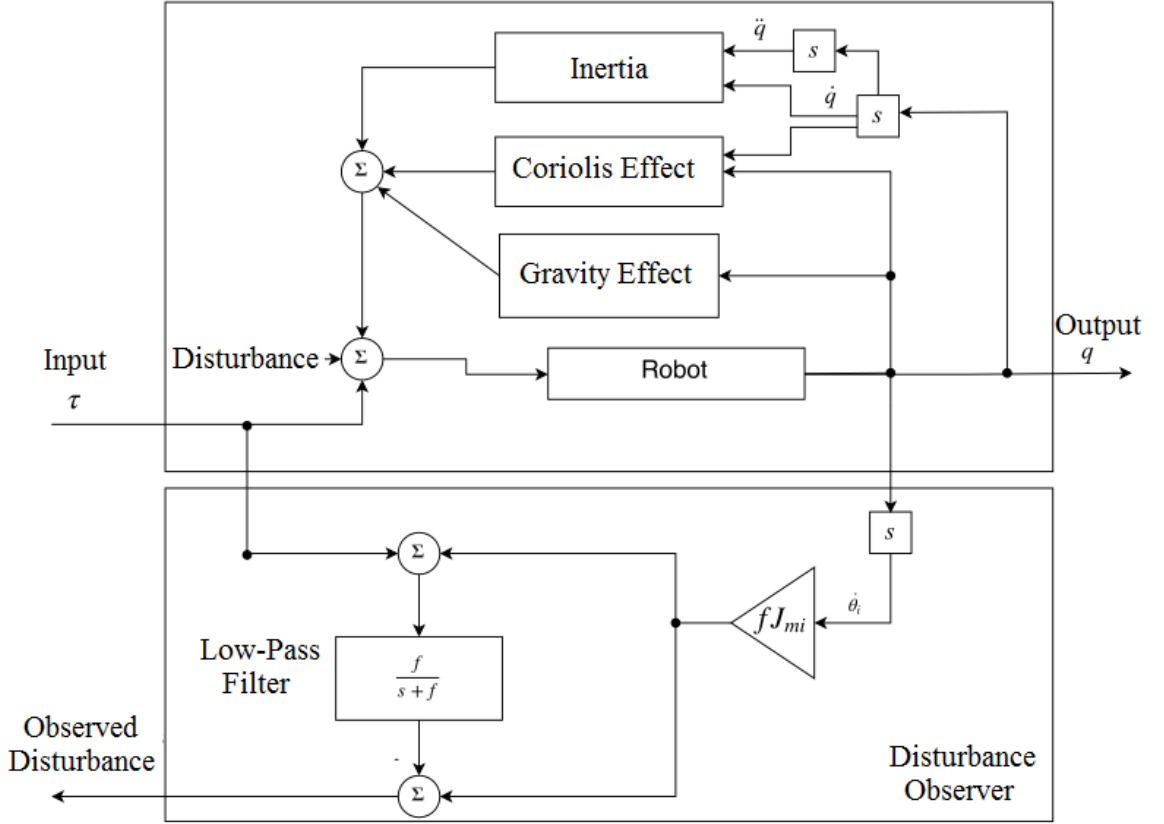 q̈
s
Inertia
q̇
s
Σ
Coriolis Effect
Gravity Effect
Output
q
Input
τ
Disturbance
Σ
Robot
s
Σ
θ̇ᵢ
fJₘᵢ
Low-Pass
Filter
f
s + f
-
Observed
Disturbance
Σ
Disturbance
Observer